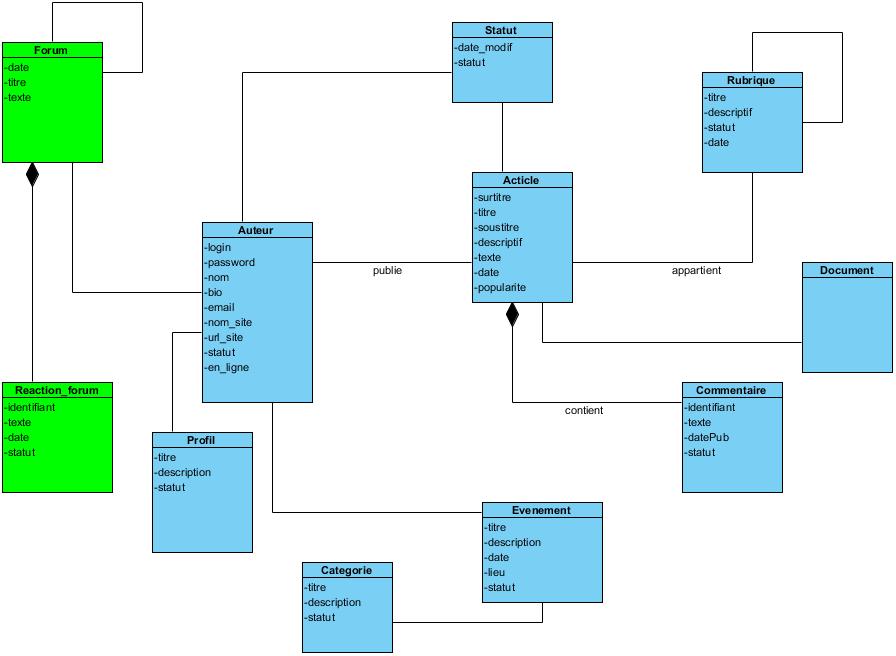 Forum
-date
-titre
-texte
Statut
-date_modif
-statut
Rubrique
-titre
-descriptif
-statut
-date
Acticle
-surtitre
-titre
-soustitre
-descriptif
-texte
-date
-popularite
Auteur
-login
-password
-nom
-bio
-email
-nom_site
-url_site
-statut
-en_ligne
publie
appartient
Document
Reaction_forum
-identifiant
-texte
-date
-statut
contient
Commentaire
-identifiant
-texte
-datePub
-statut
Profil
-titre
-description
-statut
Evenement
-titre
-description
-date
-lieu
-statut
Categorie
-titre
-description
-statut